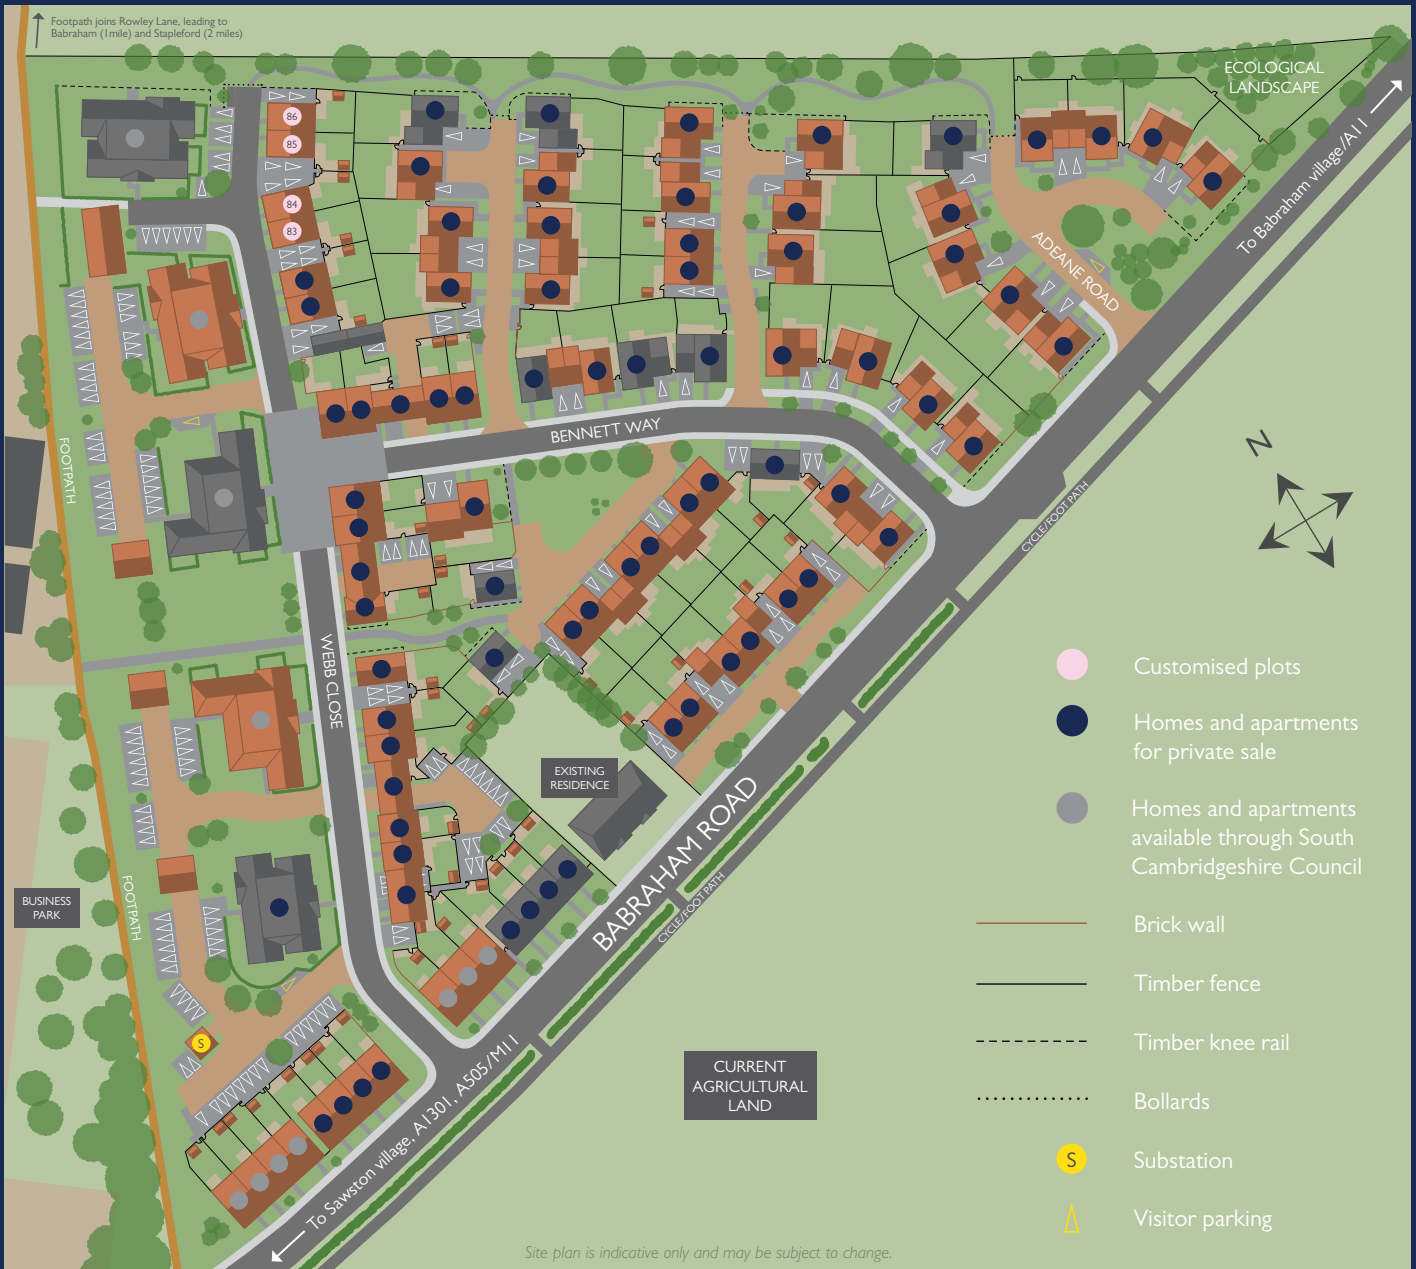 Footpath joins Rowley Lane, leading to
Babraham (1mile) and Stapleford (2 miles)
ECOLOGICAL
LANDSCAPE
To Babraham village/A11
86
85
84
83
ADEANE ROAD
BENNETT WAY
FOOTPATH
N
CYCLE/FOOT PATH
WEBB CLOSE
EXISTING
RESIDENCE
BABRAHAM ROAD
CYCLE/FOOT PATH
BUSINESS
PARK
FOOTPATH
S
CURRENT
AGRICULTURAL
LAND
To Sawston village, A1301, A505/M11
Customised plots
Homes and apartments
for private sale
Homes and apartments
available through South
Cambridgeshire Council
Brick wall
Timber fence
Timber knee rail
Bollards
S
Substation
Visitor parking
Site plan is indicative only and may be subject to change.